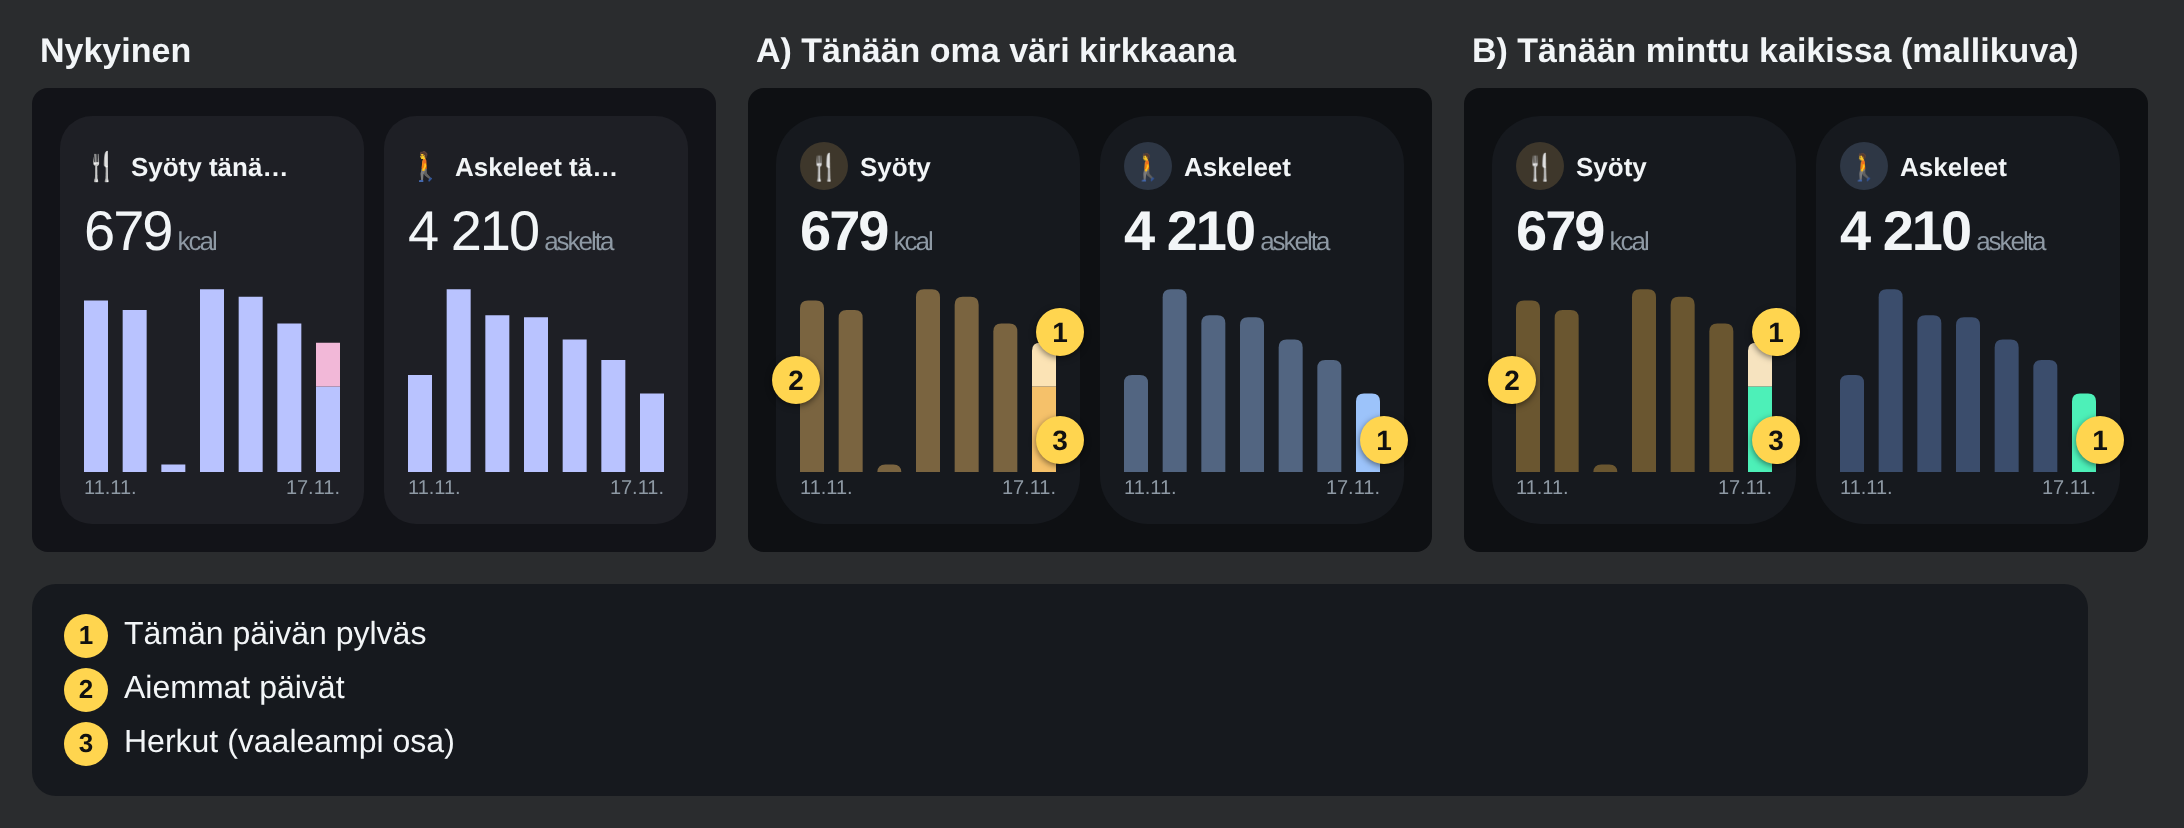 Nykyinen
Syöty tänä…
679 kcal
11.11. 17.11.
Askeleet tä…
4 210 askelta
11.11. 17.11.
A) Tänään oma väri kirkkaana
Syöty
679 kcal
1
2
3
11.11. 17.11.
Askeleet
4 210 askelta
1
11.11. 17.11.
B) Tänään minttu kaikissa (mallikuva)
Syöty
679 kcal
1
2
3
11.11. 17.11.
Askeleet
4 210 askelta
1
11.11. 17.11.
1 Tämän päivän pylväs
2 Aiemmat päivät
3 Herkut (vaaleampi osa)